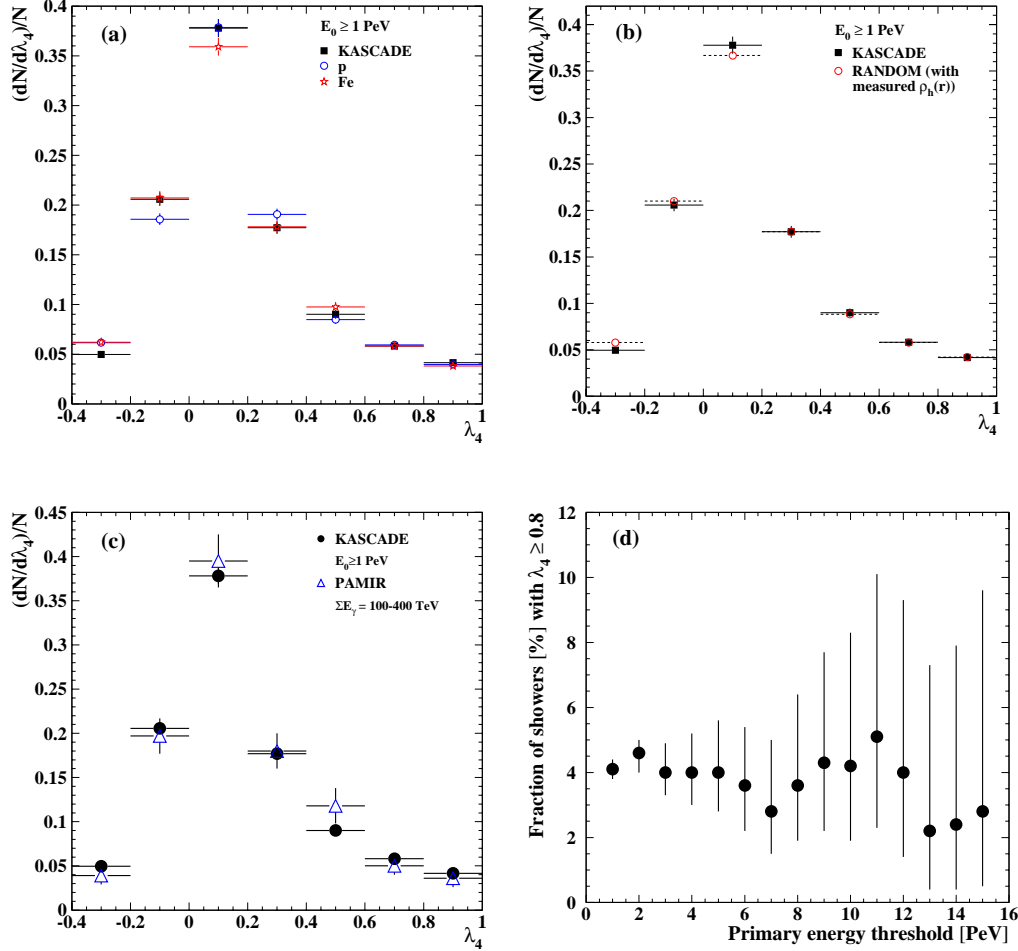 (dN/dλ4)/N
0.4
0.35
0.3
0.25
0.2
0.15
0.1
0.05
0
(a)
E0 ≥ 1 PeV
KASCADE
p
Fe
-0.4 -0.2 0 0.2 0.4 0.6 0.8 1
λ4
(dN/dλ4)/N
0.4
0.35
0.3
0.25
0.2
0.15
0.1
0.05
0
(b)
E0 ≥ 1 PeV
KASCADE
RANDOM (with
measured ρh(r))
-0.4 -0.2 0 0.2 0.4 0.6 0.8 1
λ4
(dN/dλ4)/N
0.45
0.4
0.35
0.3
0.25
0.2
0.15
0.1
0.05
0
(c)
KASCADE
E0≥1 PeV
PAMIR
ΣEγ = 100-400 TeV
-0.4 -0.2 0 0.2 0.4 0.6 0.8 1
λ4
Fraction of showers [%] with λ4 ≥ 0.8
12
10
8
6
4
2
0
(d)
0 2 4 6 8 10 12 14 16
Primary energy threshold [PeV]